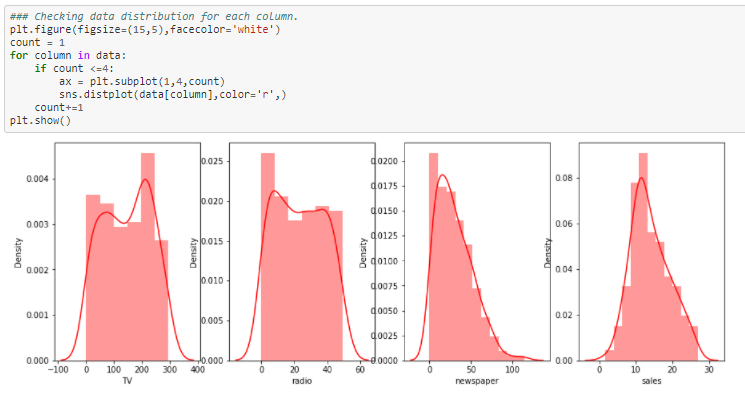 ### Checking data distribution for each column.
plt.figure(figsize=(15,5),facecolor='white')
count = 1
for column in data:
    if count <=4:
        ax = plt.subplot(1,4,count)
        sns.distplot(data[column],color='r',)
    count+=1
plt.show()
0.004
0.003
0.002
0.001
0.000
Density
−100 0 100 200 300 400
TV
0.025
0.020
0.015
0.010
0.005
0.000
Density
0 20 40 60
radio
0.0200
0.0175
0.0150
0.0125
0.0100
0.0075
0.0050
0.0025
0.0000
Density
0 50 100
newspaper
0.08
0.06
0.04
0.02
0.00
Density
0 10 20 30
sales